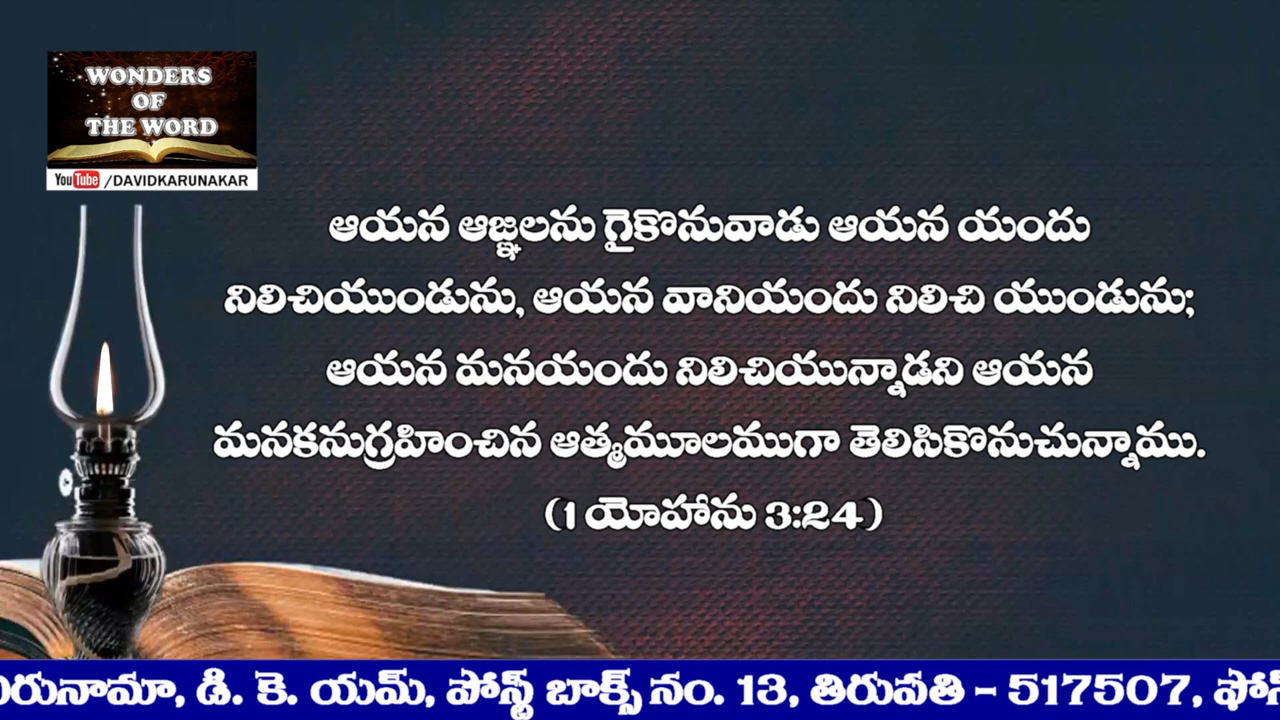 WONDERS
OF
THE WORD
YouTube /DAVIDKARUNAKAR
ఆయన ఆజ్ఞలను గైకొనువాడు ఆయన యందు
నిలిచియుండును, ఆయన వానియందు నిలిచి యుండును;
ఆయన మనయందు నిలిచియున్నాడని ఆయన
మనకనుగ్రహించిన ఆత్మమూలముగా తెలిసికొనుచున్నాము.
(1 యోహాను 3:24)
డి. కె. యమ్, పోస్ట్ బాక్స్ నం. 13, తిరుపతి - 517507,